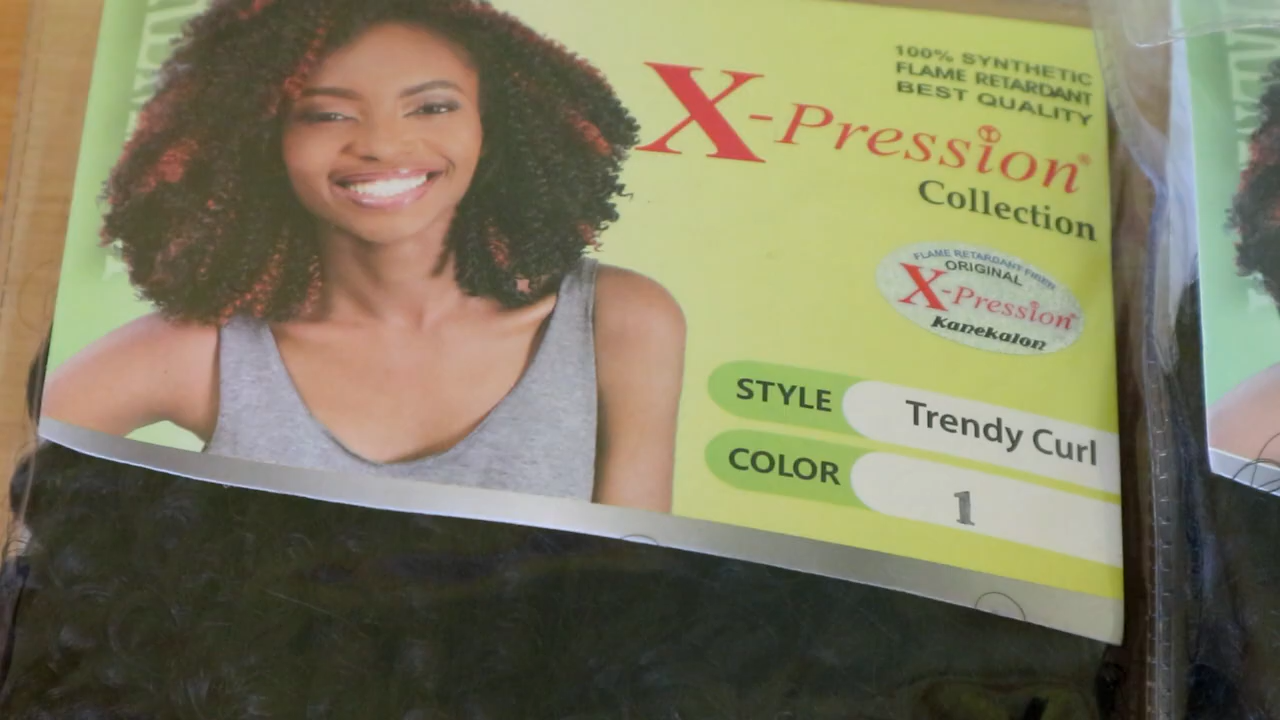 100% SYNTHETIC
FLAME RETARDANT
BEST QUALITY
X-Pression®
Collection
FLAME RETARDANT FIBER
ORIGINAL
X-Pression®
Kanekalon
STYLE Trendy Curl
COLOR 1